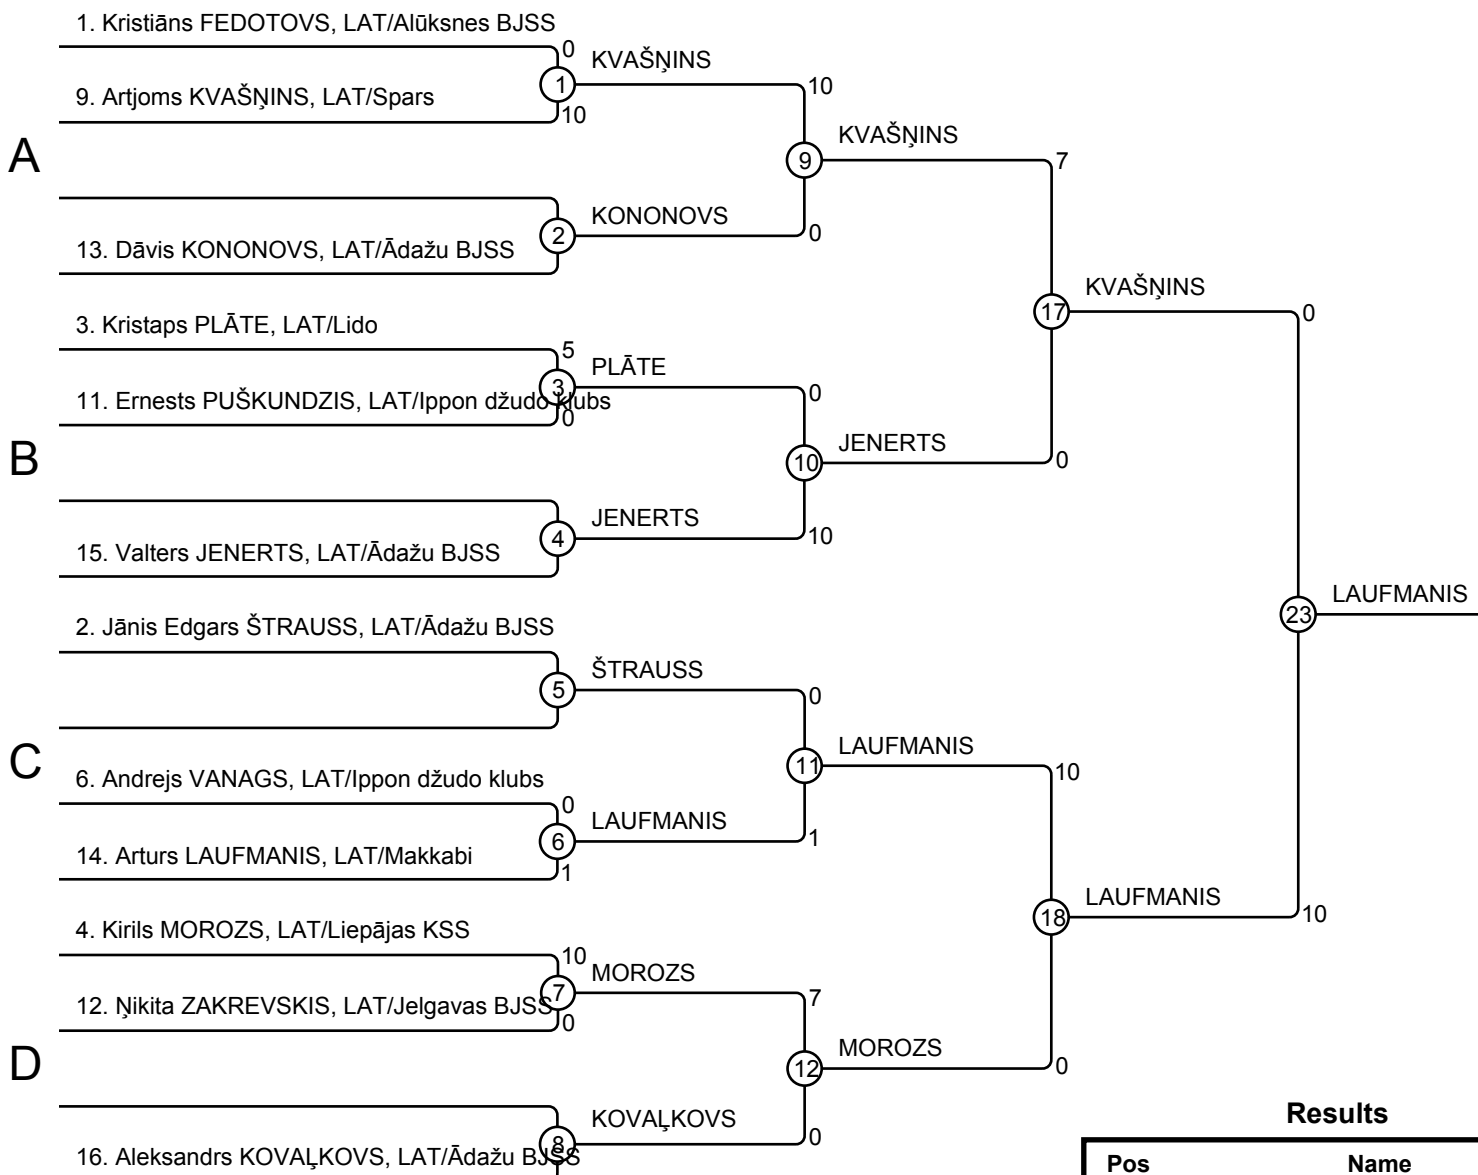 1. Kristiāns FEDOTOVS, LAT/Alūksnes BJSS
0
KVAŠŅINS
1
10
9. Artjoms KVAŠŅINS, LAT/Spars
10
KVAŠŅINS
7
A
9
KONONOVS
2
0
13. Dāvis KONONOVS, LAT/Ādažu BJSS
KVAŠŅINS
17
0
3. Kristaps PLĀTE, LAT/Lido
5
PLĀTE
3
0
11. Ernests PUŠKUNDZIS, LAT/Ippon džudo klubs
0
JENERTS
B
10
0
JENERTS
4
10
15. Valters JENERTS, LAT/Ādažu BJSS
LAUFMANIS
23
2. Jānis Edgars ŠTRAUSS, LAT/Ādažu BJSS
ŠTRAUSS
5
0
LAUFMANIS
C
11
10
6. Andrejs VANAGS, LAT/Ippon džudo klubs
0
LAUFMANIS
6
1
14. Arturs LAUFMANIS, LAT/Makkabi
1
LAUFMANIS
18
10
4. Kirils MOROZS, LAT/Liepājas KSS
10
MOROZS
7
7
12. Ņikita ZAKREVSKIS, LAT/Jelgavas BJSS
0
MOROZS
D
12
0
KOVAĻKOVS
8
0
16. Aleksandrs KOVAĻKOVS, LAT/Ādažu BJSS
Results
Pos Name